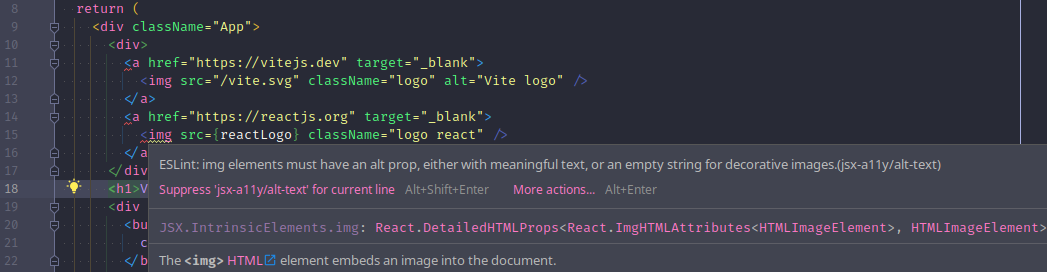 8 return (
9 <div className="App">
10 <div>
11 <a href="https://vitejs.dev" target="_blank">
12 <img src="/vite.svg" className="logo" alt="Vite logo" />
13 </a>
14 <a href="https://reactjs.org" target="_blank">
15 <img src={reactLogo} className="logo react" />
16 </a
ESLint: img elements must have an alt prop, either with meaningful text, or an empty string for decorative images.(jsx-a11y/alt-text)
17 </div
Suppress 'jsx-a11y/alt-text' for current line Alt+Shift+Enter More actions... Alt+Enter
18 <h1>V
19 <div
20 <bu
JSX.IntrinsicElements.img: React.DetailedHTMLProps<React.ImgHTMLAttributes<HTMLImageElement>, HTMLImageElement>
21 c
22 </b
The <img> HTML element embeds an image into the document.